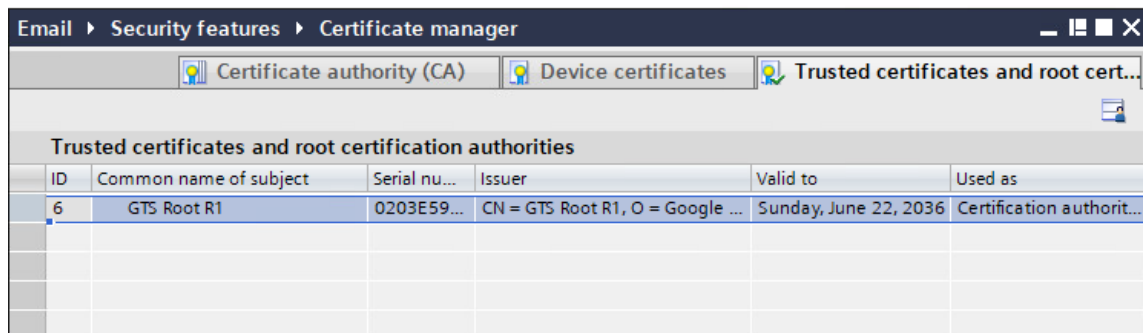 Email ▸ Security features ▸ Certificate manager
Certificate authority (CA) Device certificates Trusted certificates and root cert...
Trusted certificates and root certification authorities
ID Common name of subject Serial nu... Issuer Valid to Used as
6 GTS Root R1 0203E59... CN = GTS Root R1, O = Google ... Sunday, June 22, 2036 Certification authorit...